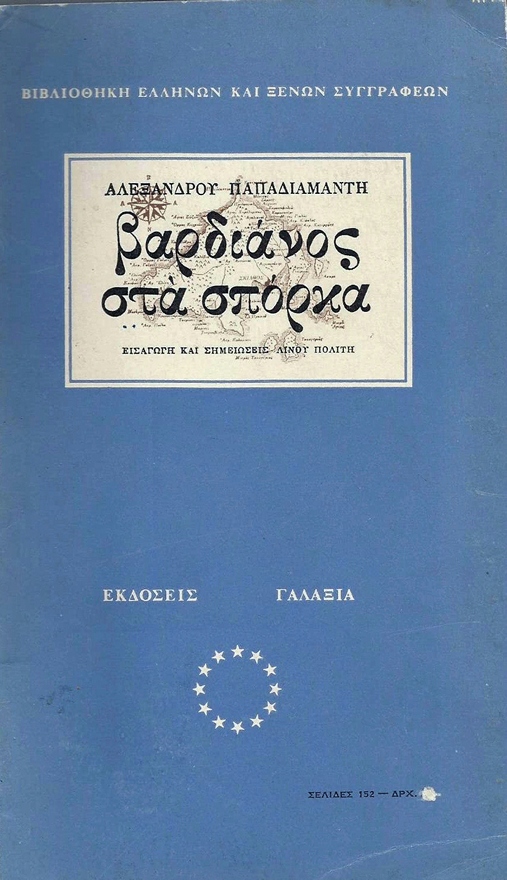 ΒΙΒΛΙΟΘΗΚΗ ΕΛΛΗΝΩΝ ΚΑΙ ΞΕΝΩΝ ΣΥΓΓΡΑΦΕΩΝ
ΑΛΕΞΑΝΔΡΟΥ ΠΑΠΑΔΙΑΜΑΝΤΗ
βαρδιάνος
στὰ σπόρκα
ΕΙΣΑΓΩΓΗ ΚΑΙ ΣΗΜΕΙΩΣΕΙΣ ΛΙΝΟΥ ΠΟΛΙΤΗ
ΕΚΔΟΣΕΙΣ ΓΑΛΑΞΙΑ
ΣΕΛΙΔΕΣ 152 — ΔΡΧ.